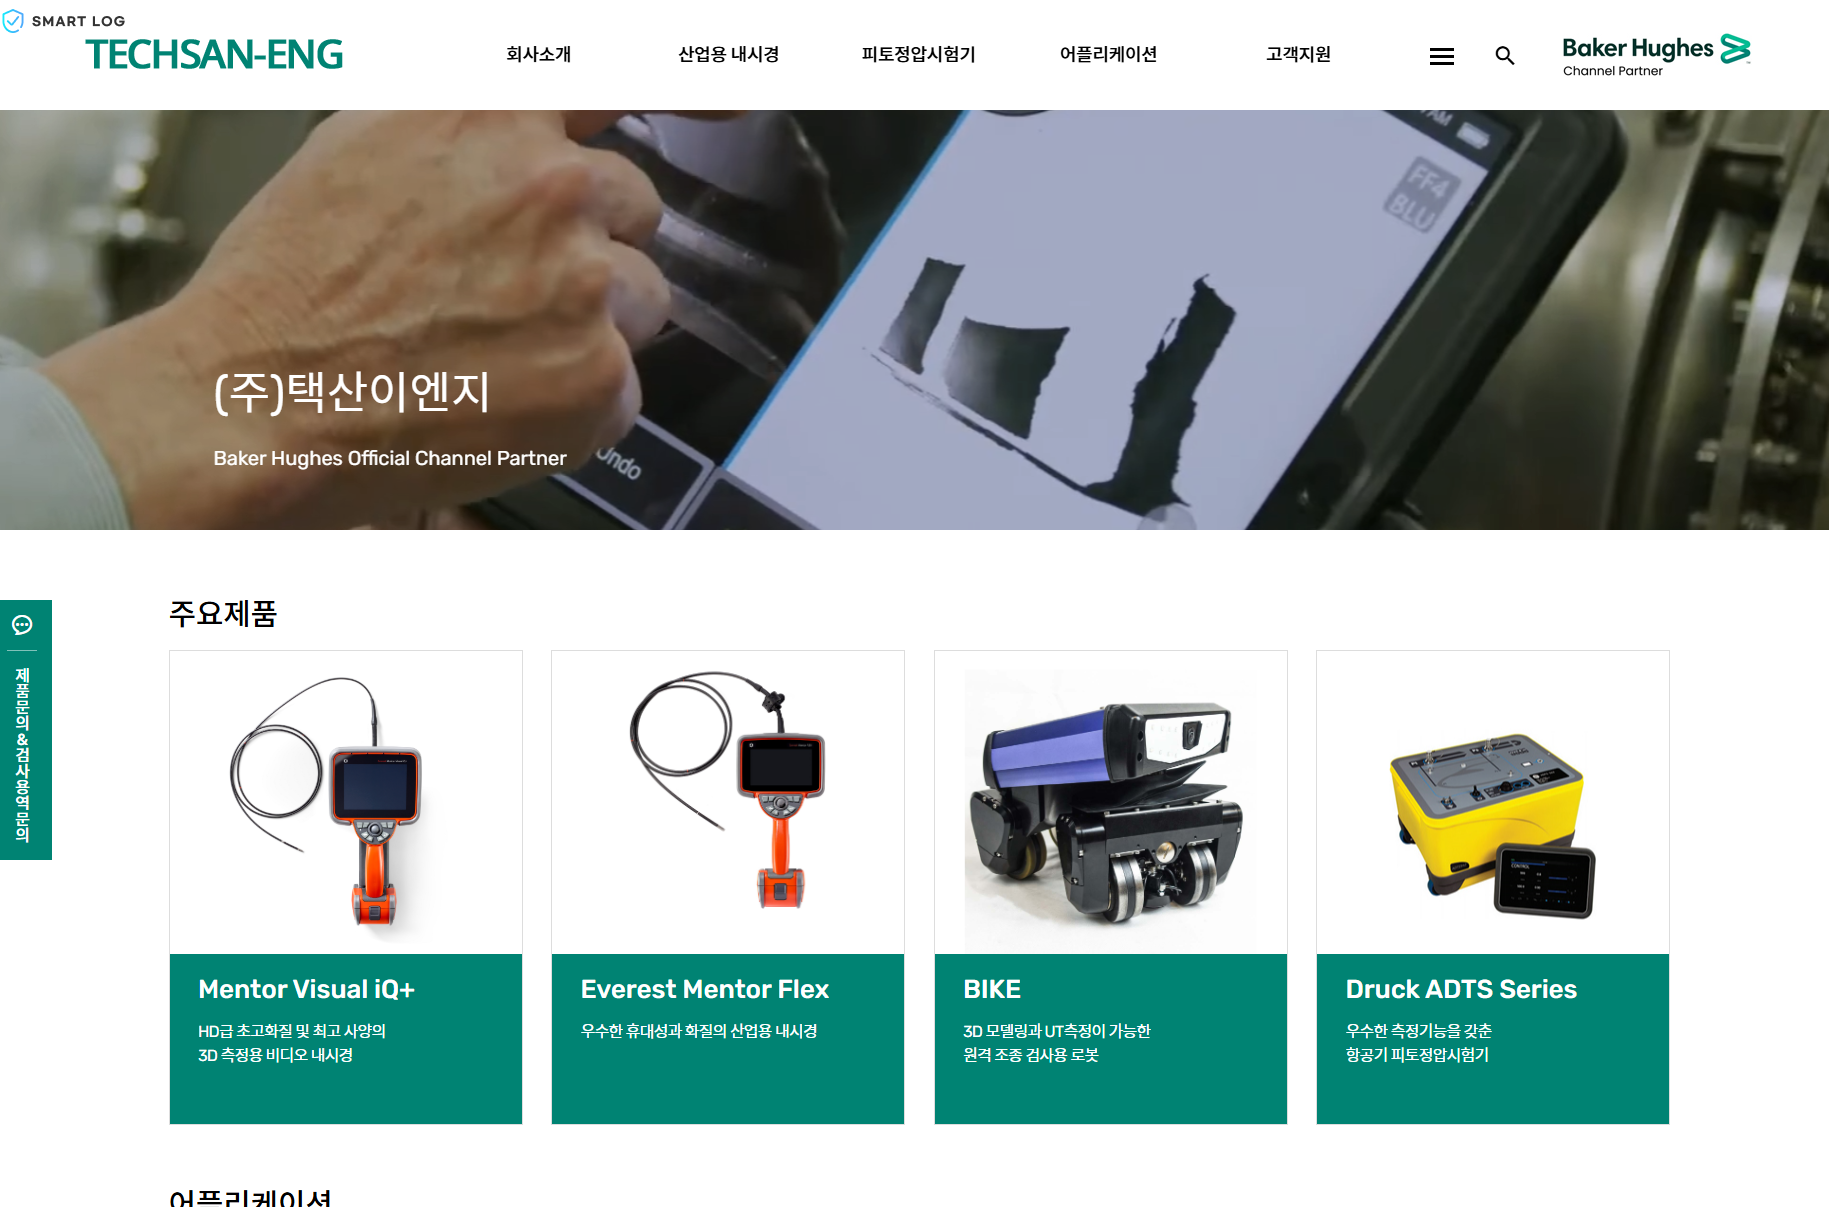 SMART LOG
TECHSAN-ENG
회사소개
산업용 내시경
피토정압시험기
어플리케이션
고객지원
Baker Hughes
Channel Partner
AM
FF4
BLU
Undo
(주)택산이엔지
Baker Hughes Official Channel Partner
주요제품
제품문의&검사용역문의
Mentor Visual iQ+
HD급 초고화질 및 최고 사양의
3D 측정용 비디오 내시경
Everest Mentor Flex
우수한 휴대성과 화질의 산업용 내시경
BIKE
3D 모델링과 UT측정이 가능한
원격 조종 검사용 로봇
CONTROL
Druck ADTS Series
우수한 측정기능을 갖춘
항공기 피토정압시험기
어플리케이션